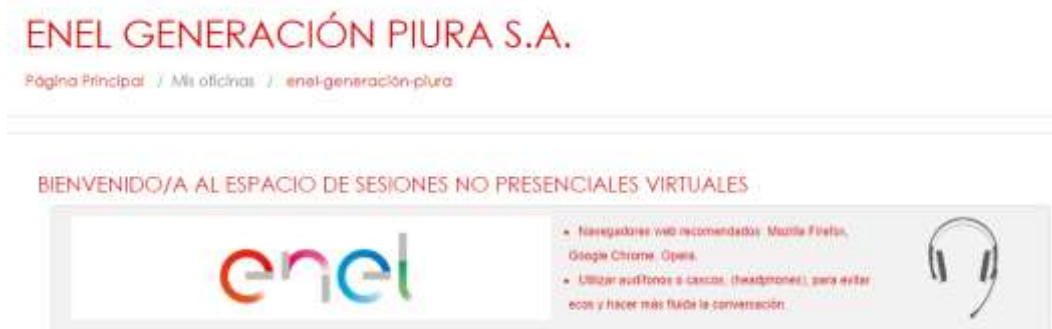 ENEL GENERACIÓN PIURA S.A.
Página Principal / Mis oficinas / enel-generación-piura
BIENVENIDO/A AL ESPACIO DE SESIONES NO PRESENCIALES VIRTUALES
enel
• Navegadores web recomendados: Mozilla Firefox,
Google Chrome, Opera.
• Utilizar audífonos o cascos, (headphones), para evitar
ecos y hacer más fluida la conversación.